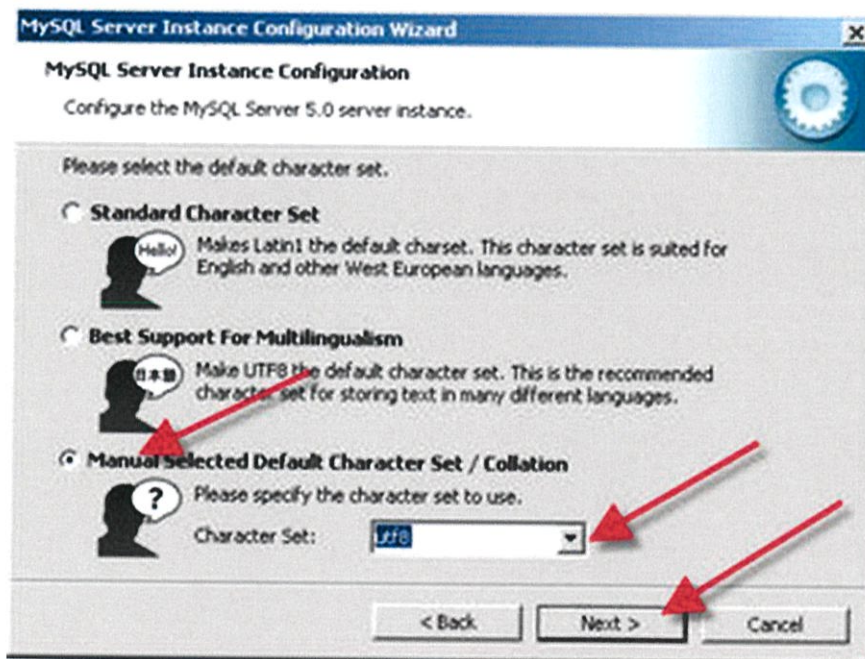 MySQL Server Instance Configuration Wizard
MySQL Server Instance Configuration
Configure the MySQL Server 5.0 server instance.
Please select the default character set.
Standard Character Set
Hello!
Makes Latin1 the default charset. This character set is suited for
English and other West European languages.
Best Support For Multilingualism
日本語
Make UTF8 the default character set. This is the recommended
character set for storing text in many different languages.
Manual Selected Default Character Set / Collation
?
Please specify the character set to use.
Character Set:
utf8
< Back
Next >
Cancel